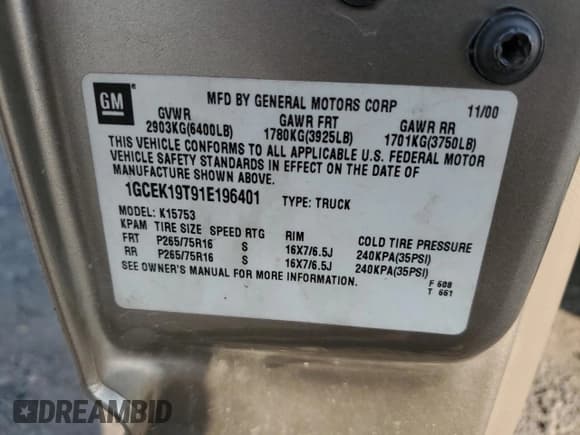 GM
MFD BY GENERAL MOTORS CORP 11/00
GVWR GAWR FRT GAWR RR
2903KG(6400LB) 1780KG(3925LB) 1701KG(3750LB)
THIS VEHICLE CONFORMS TO ALL APPLICABLE U.S. FEDERAL MOTOR
VEHICLE SAFETY STANDARDS IN EFFECT ON THE DATE OF
MANUFACTURE SHOWN ABOVE.
1GCEK19T91E196401 TYPE: TRUCK
MODEL: K15753
KPAM TIRE SIZE SPEED RTG RIM COLD TIRE PRESSURE
FRT P265/75R16 S 16X7/6.5J 240KPA(35PSI)
RR P265/75R16 S 16X7/6.5J 240KPA(35PSI)
SEE OWNER'S MANUAL FOR MORE INFORMATION.
F 608
T 661
DREAMBID